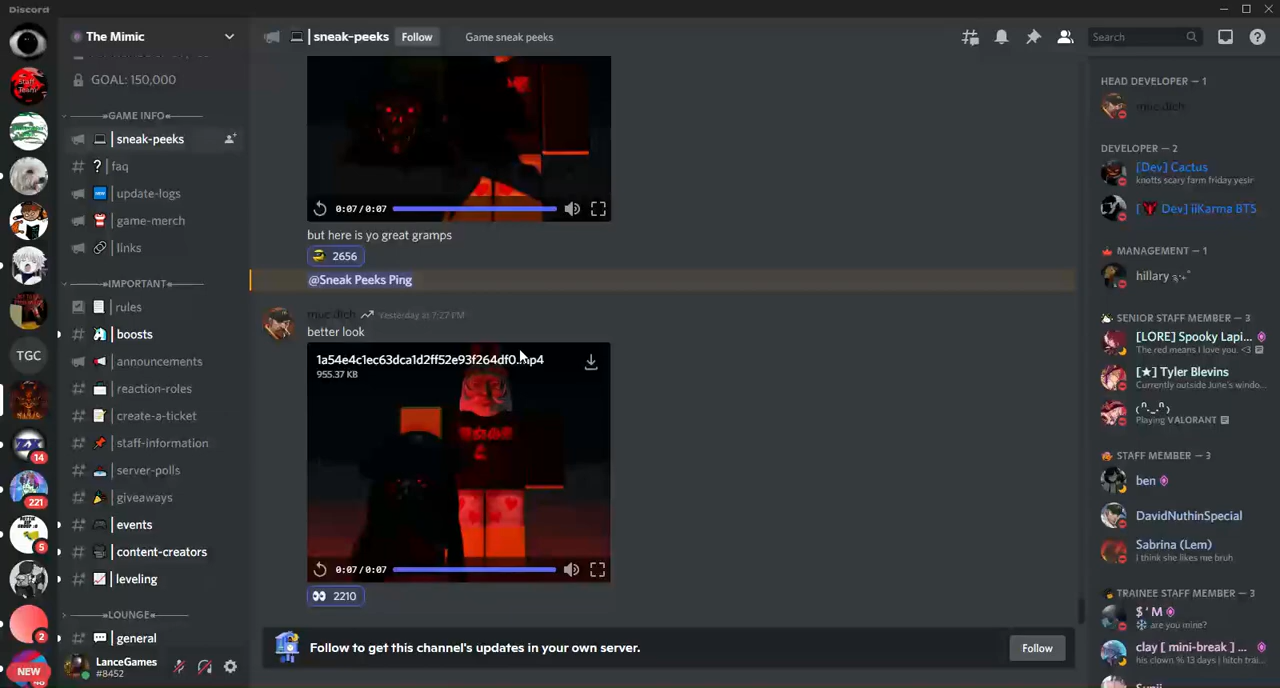 Discord
The Mimic
GOAL: 150,000
GAME INFO
sneak-peeks
faq
update-logs
game-merch
links
IMPORTANT
rules
boosts
announcements
reaction-roles
create-a-ticket
staff-information
server-polls
giveaways
events
content-creators
leveling
LOUNGE
general
LanceGames
#8452
TGC
14
221
5
2
NEW
sneak-peeks
Follow
Game sneak peeks
Search
0:07/0:07
but here is yo great gramps
2656
@Sneak Peeks Ping
muc.dich
Yesterday at 7:27 PM
better look
1a54e4c1ec63dca1d2ff52e93f264df0...mp4
955.37 KB
0:07/0:07
2210
Follow to get this channel's updates in your own server.
Follow
HEAD DEVELOPER — 1
muc.dich
DEVELOPER — 2
[Dev] Cactus
knotts scary farm friday yesir
[ Dev] iiKarma BTS
MANAGEMENT — 1
hillary
SENIOR STAFF MEMBER — 3
[LORE] Spooky Lapi...
The red means I love you. <3
[★] Tyler Blevins
Currently outside June's windo...
Playing VALORANT
STAFF MEMBER — 3
ben
DavidNuthinSpecial
Sabrina (Lem)
i think she likes me bruh
TRAINEE STAFF MEMBER — 3
$ ' M
are you mine?
clay [ mini-break ] ...
his clown % 13 days | hitch trai...